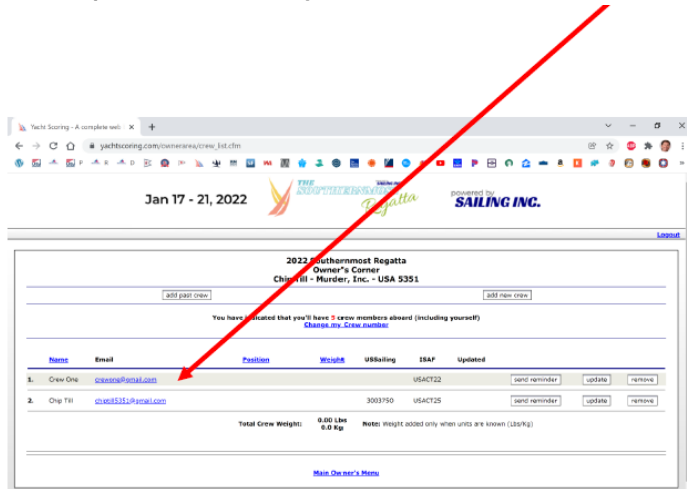 Yacht Scoring - A complete web
yachtscoring.com/ownerarea/crew_list.cfm
Jan 17 - 21, 2022
THE
SOUTHERNMOST
Regatta
powered by
SAILING INC.
Logout
2022 Southernmost Regatta
Owner's Corner
Chip Till - Murder, Inc. - USA 5351
add past crew add new crew
You have indicated that you'll have 5 crew members aboard (including yourself)
Change my Crew number
Name Email Position Weight USSailing ISAF Updated
1. Crew One crewone@gmail.com USACT22 send reminder update remove
2. Chip Till chiptill5351@gmail.com 3003750 USACT25 send reminder update remove
Total Crew Weight: 0.00 Lbs Note: Weight added only when units are known (Lbs/Kg)
0.0 Kg
Main Owner's Menu